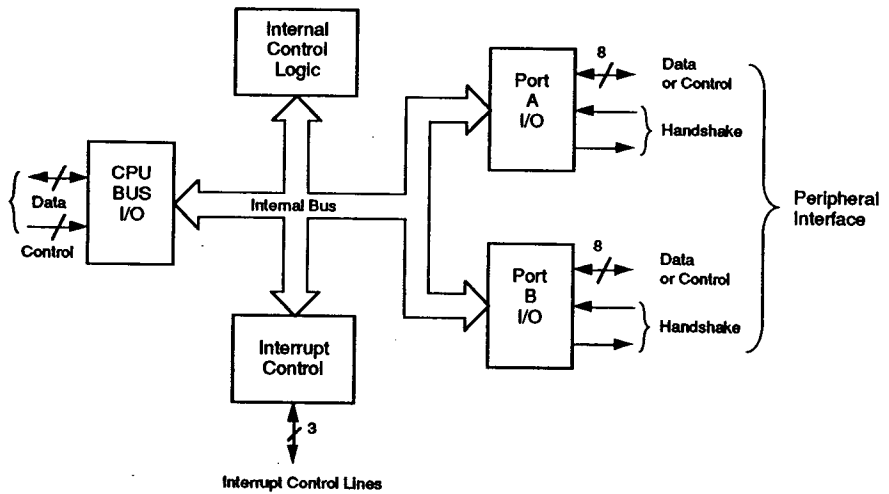 Internal
Control
Logic
CPU
BUS
I/O
Data
Control
Internal Bus
Interrupt
Control
3
Interrupt Control Lines
Port
A
I/O
8
Data
or Control
Handshake
Port
B
I/O
8
Data
or Control
Handshake
Peripheral
Interface